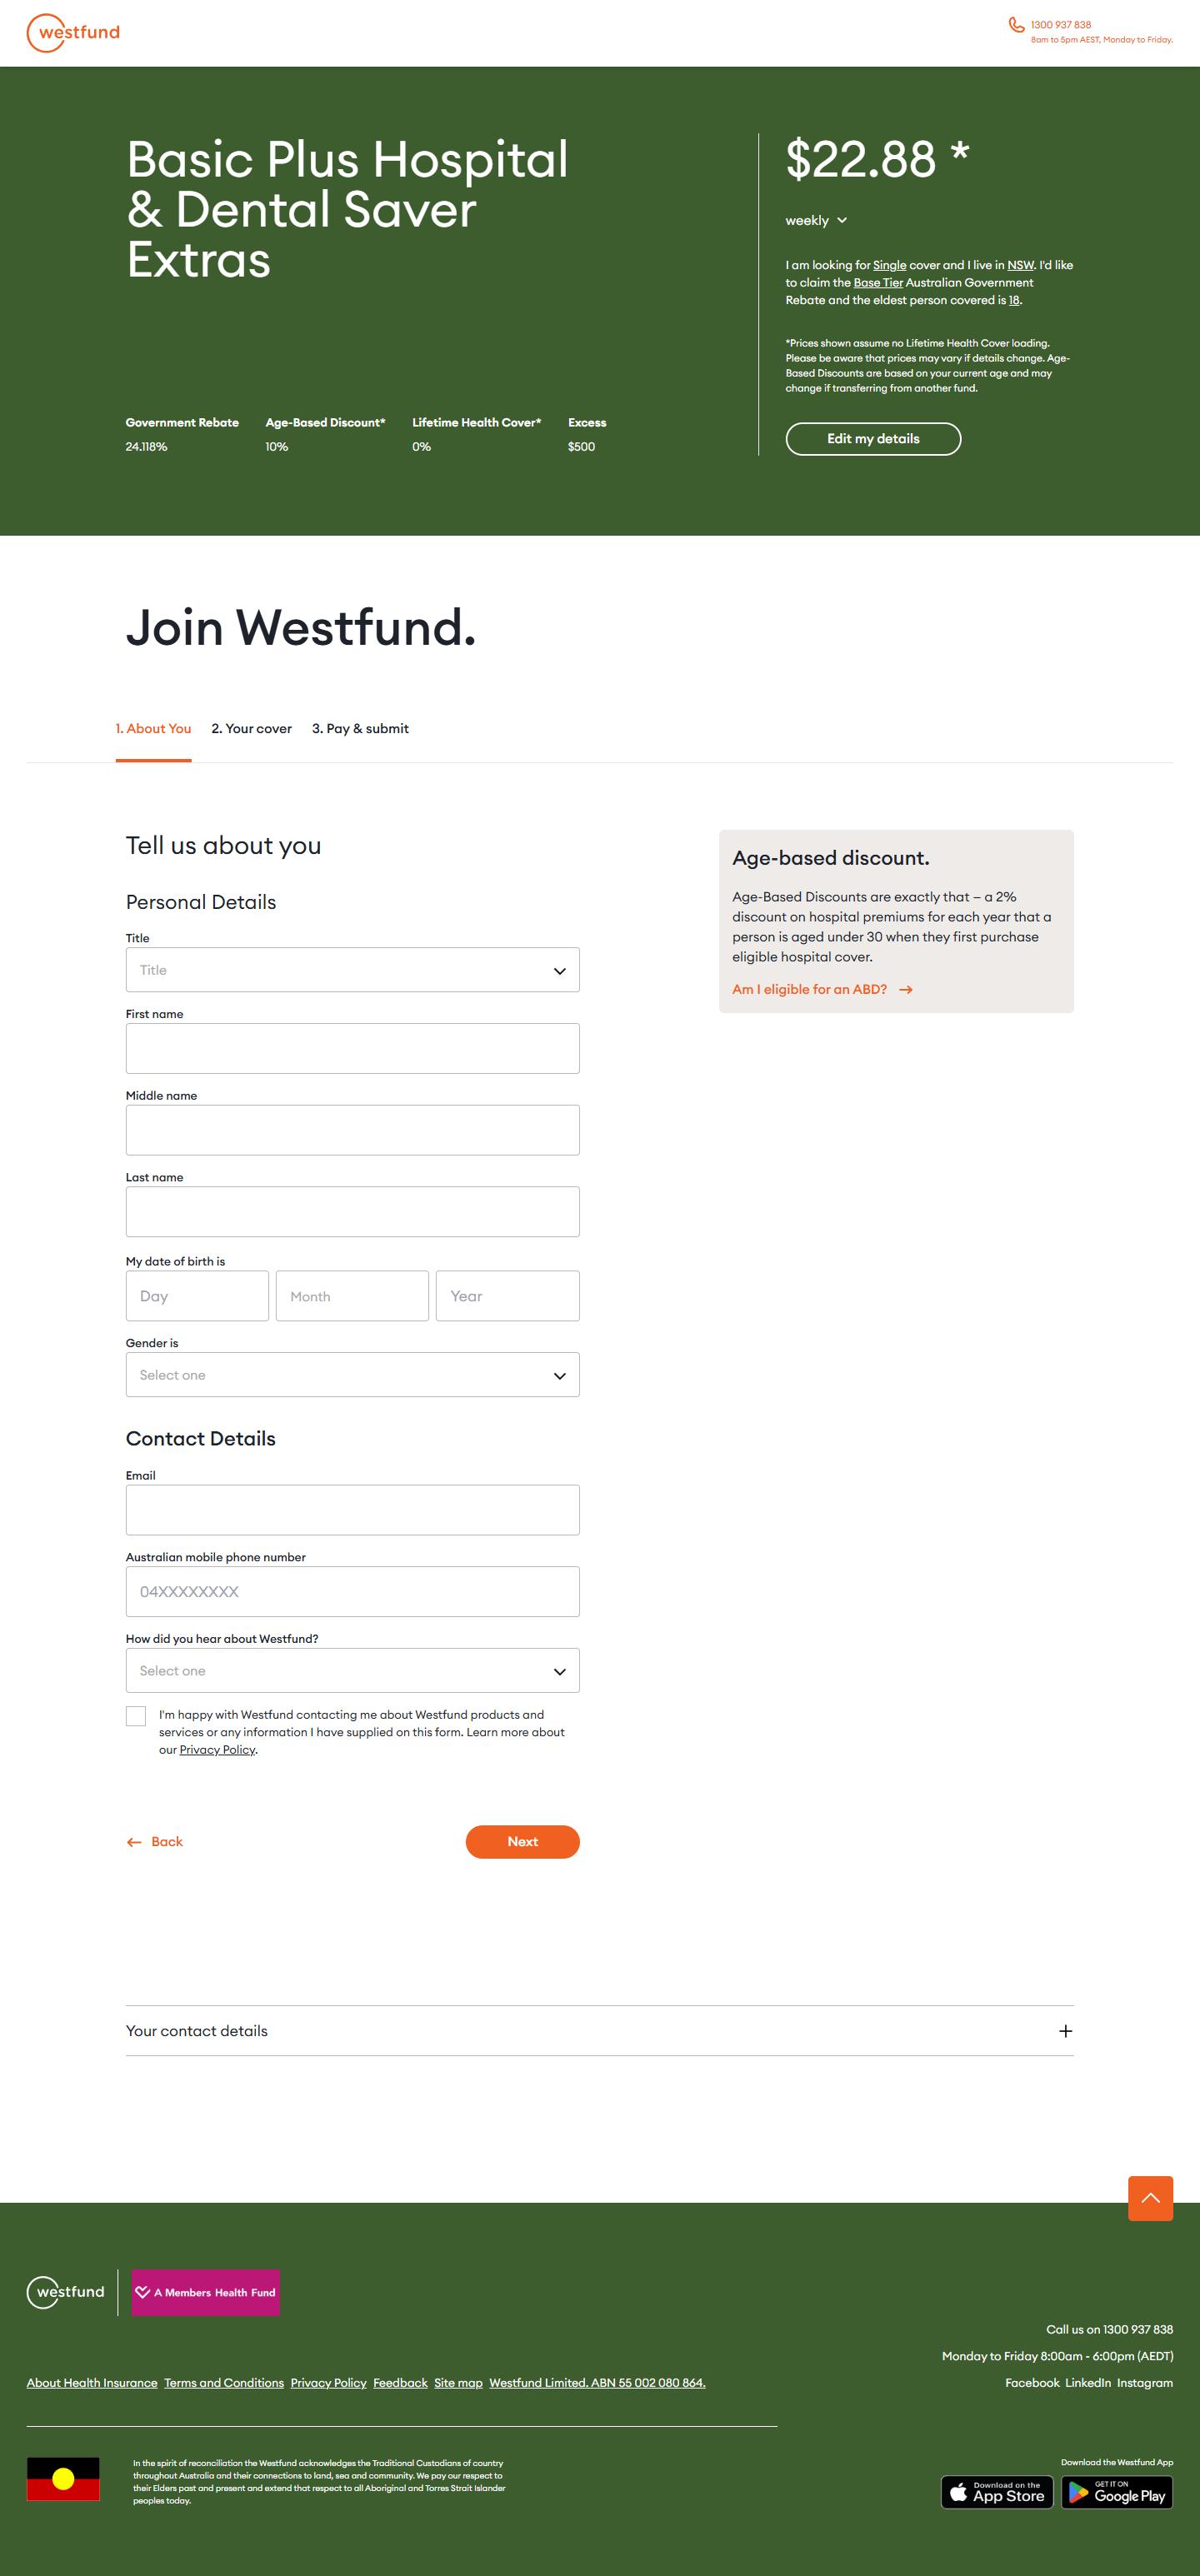 westfund
1300 937 838
8am to 5pm AEST, Monday to Friday.
Basic Plus Hospital
& Dental Saver
Extras
$22.88 *
weekly
I am looking for Single cover and I live in NSW. I'd like
to claim the Base Tier Australian Government
Rebate and the eldest person covered is 18.
*Prices shown assume no Lifetime Health Cover loading.
Please be aware that prices may vary if details change. Age-
Based Discounts are based on your current age and may
change if transferring from another fund.
Government Rebate Age-Based Discount* Lifetime Health Cover* Excess
24.118% 10% 0% $500
Edit my details
Join Westfund.
1. About You 2. Your cover 3. Pay & submit
Tell us about you
Personal Details
Title
Title
First name
Middle name
Last name
My date of birth is
Day Month Year
Gender is
Select one
Contact Details
Email
Australian mobile phone number
04XXXXXXXX
How did you hear about Westfund?
Select one
I'm happy with Westfund contacting me about Westfund products and
services or any information I have supplied on this form. Learn more about
our Privacy Policy.
Back Next
Age-based discount.
Age-Based Discounts are exactly that – a 2%
discount on hospital premiums for each year that a
person is aged under 30 when they first purchase
eligible hospital cover.
Am I eligible for an ABD?
Your contact details
westfund
A Members Health Fund
Call us on 1300 937 838
Monday to Friday 8:00am - 6:00pm (AEDT)
About Health Insurance Terms and Conditions Privacy Policy Feedback Site map Westfund Limited. ABN 55 002 080 864.
Facebook LinkedIn Instagram
In the spirit of reconciliation the Westfund acknowledges the Traditional Custodians of country
throughout Australia and their connections to land, sea and community. We pay our respect to
their Elders past and present and extend that respect to all Aboriginal and Torres Strait Islander
peoples today.
Download the Westfund App
Download on the
App Store
GET IT ON
Google Play